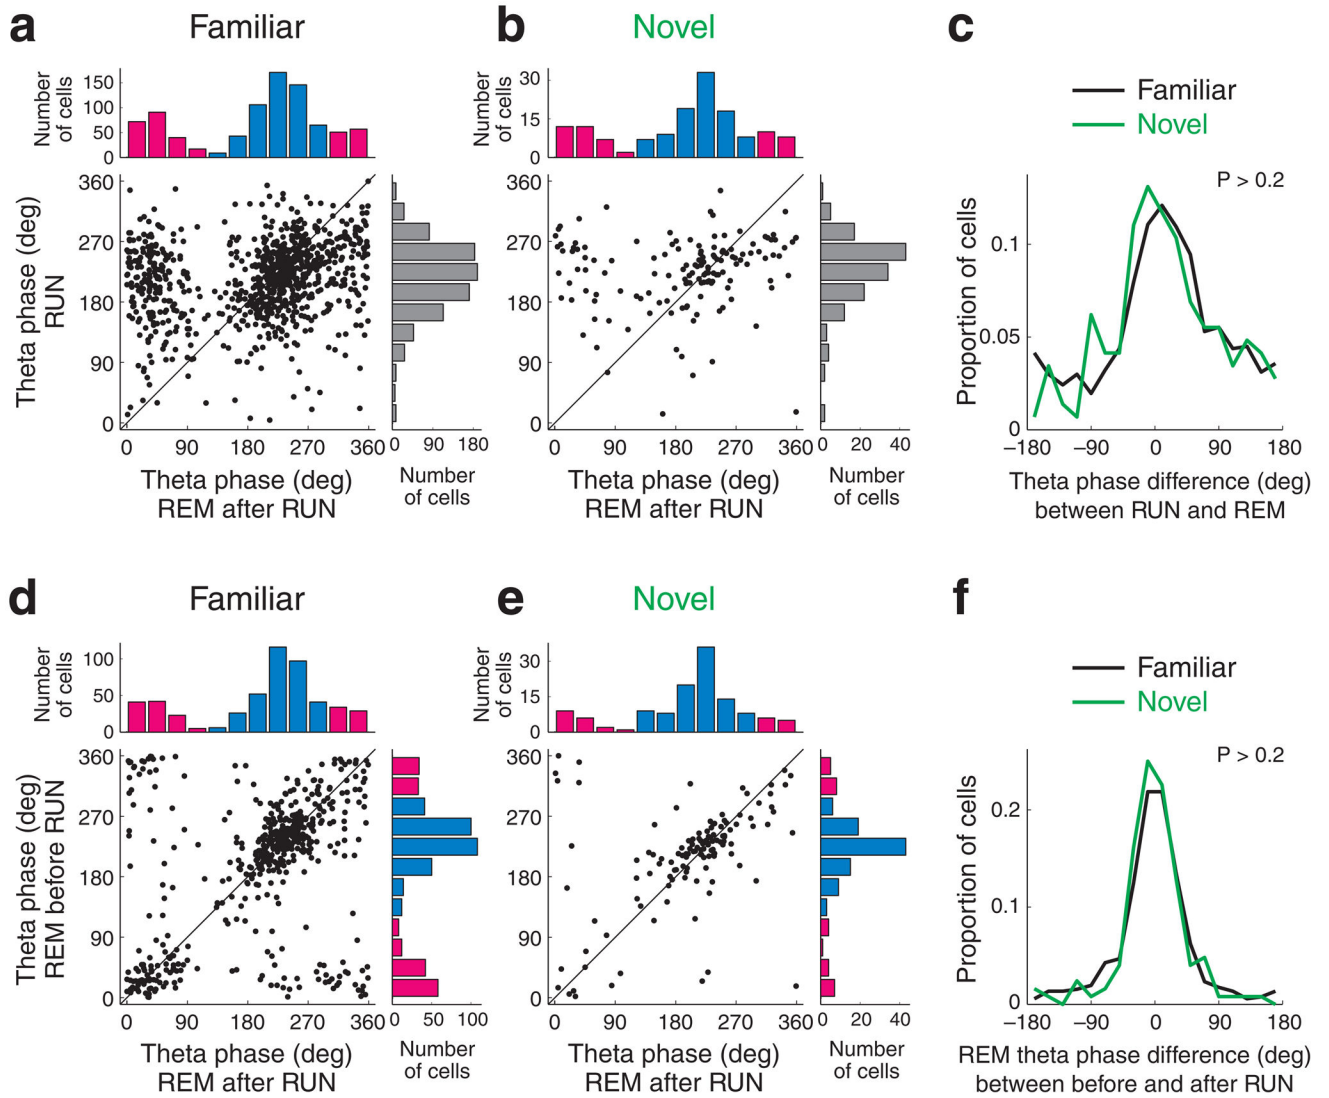 a
Familiar
Number
of cells
150
100
50
0
Theta phase (deg)
RUN
360
270
180
90
0
0 90 180 270 360
Theta phase (deg)
REM after RUN
0 90 180
Number
of cells
b
Novel
Number
of cells
30
15
0
360
270
180
90
0
0 90 180 270 360
Theta phase (deg)
REM after RUN
0 20 40
Number
of cells
c
Familiar
Novel
P > 0.2
Proportion of cells
0.1
0.05
0
−180 −90 0 90 180
Theta phase difference (deg)
between RUN and REM
d
Familiar
Number
of cells
100
50
0
Theta phase (deg)
REM before RUN
360
270
180
90
0
0 90 180 270 360
Theta phase (deg)
REM after RUN
0 50 100
Number
of cells
e
Novel
Number
of cells
30
15
0
360
270
180
90
0
0 90 180 270 360
Theta phase (deg)
REM after RUN
0 20 40
Number
of cells
f
Familiar
Novel
P > 0.2
Proportion of cells
0.2
0.1
0
−180 −90 0 90 180
REM theta phase difference (deg)
between before and after RUN